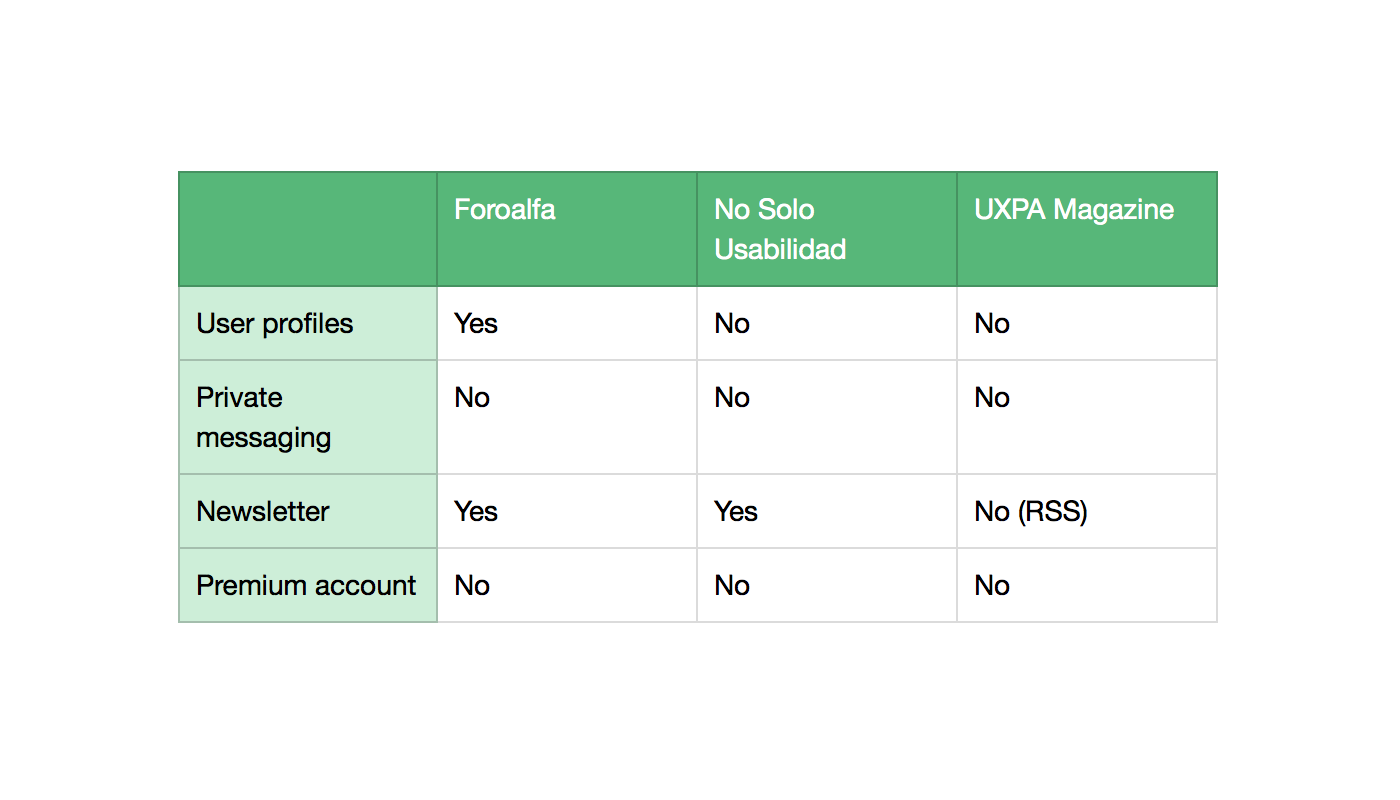 Foroalfa No Solo UXPA Magazine
Usabilidad
User profiles Yes No No
Private No No No
messaging
Newsletter Yes Yes No (RSS)
Premium account No No No